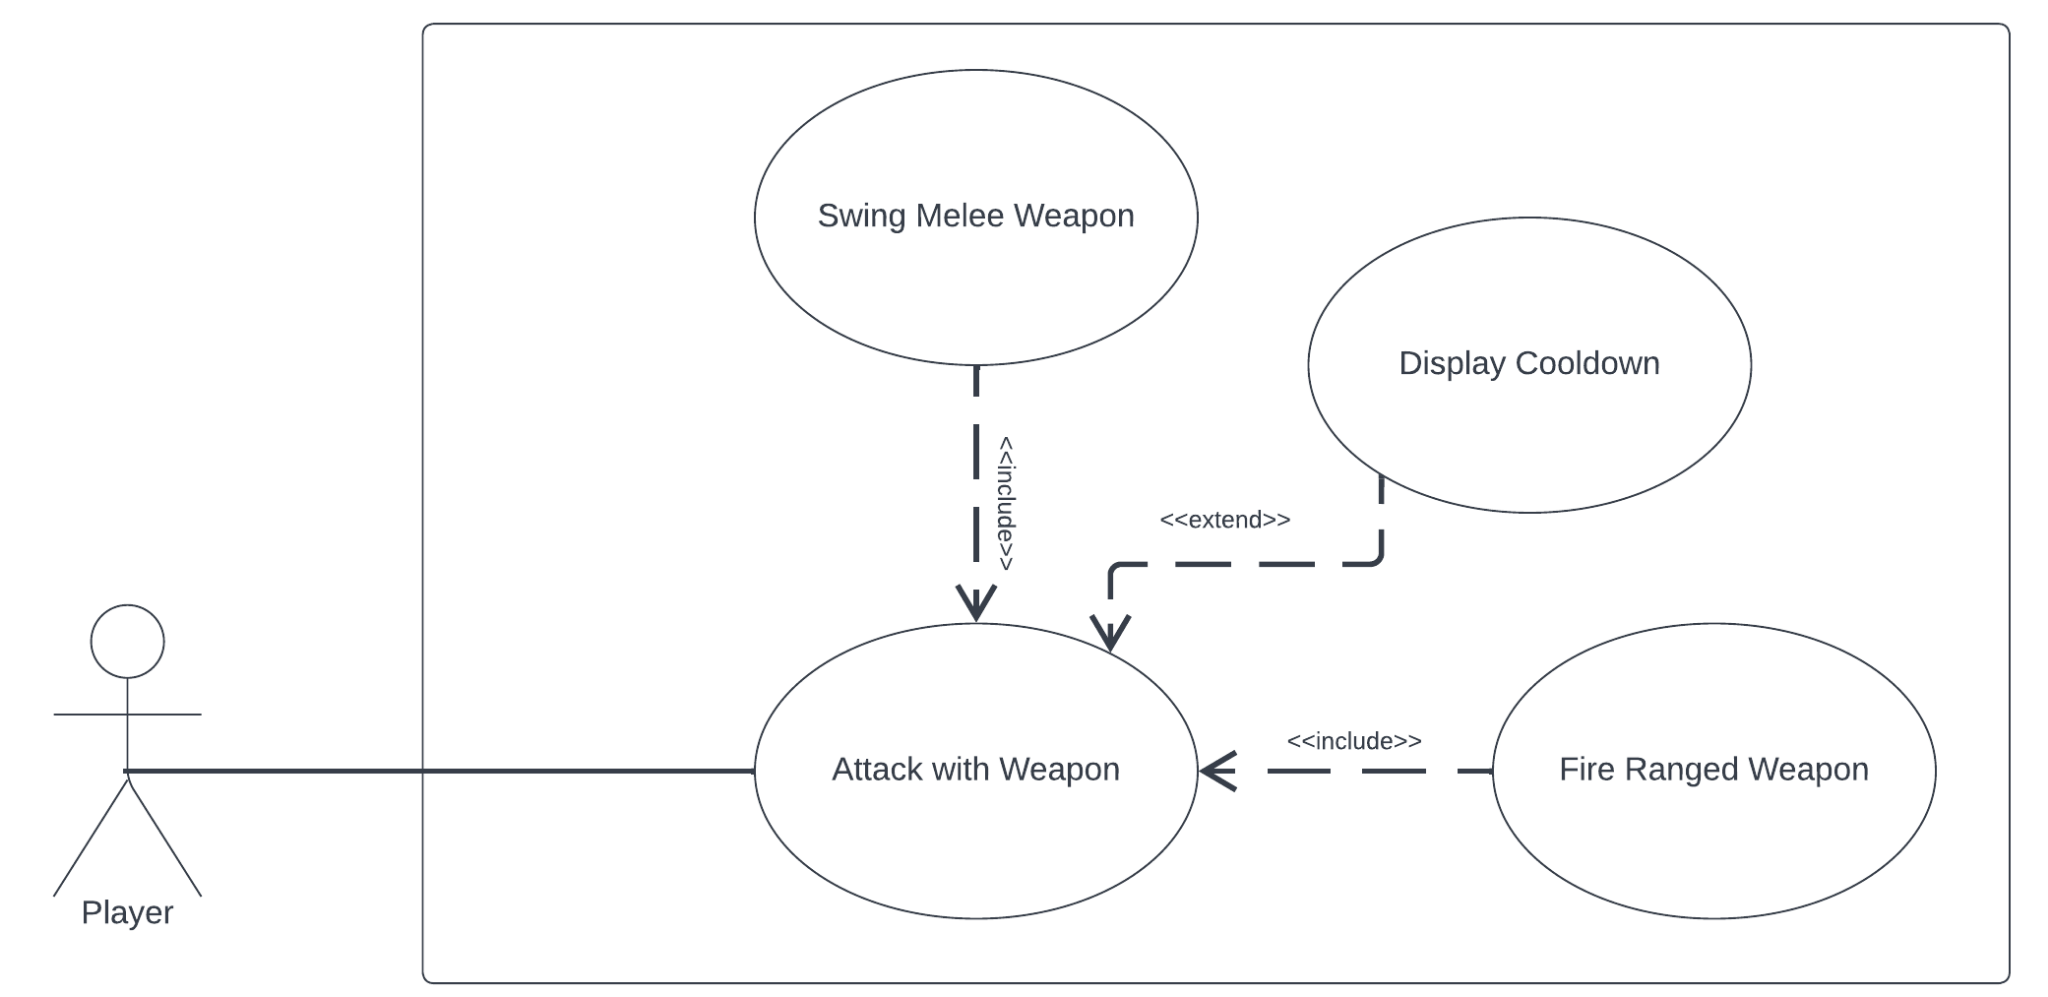 Swing Melee Weapon
Display Cooldown
<<include>>
<<extend>>
<<include>>
Attack with Weapon
Fire Ranged Weapon
Player